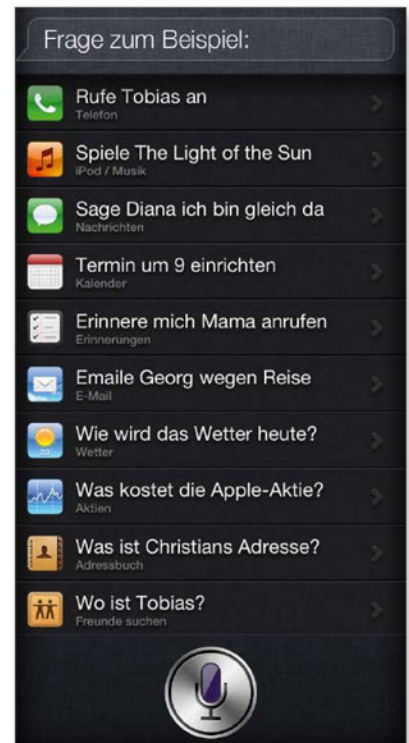 Frage zum Beispiel:
Rufe Tobias an
Telefon
Spiele The Light of the Sun
iPod / Musik
Sage Diana ich bin gleich da
Nachrichten
Termin um 9 einrichten
Kalender
Erinnere mich Mama anrufen
Erinnerungen
Emaile Georg wegen Reise
E-Mail
Wie wird das Wetter heute?
Wetter
Was kostet die Apple-Aktie?
Aktien
Was ist Christians Adresse?
Adressbuch
Wo ist Tobias?
Freunde suchen